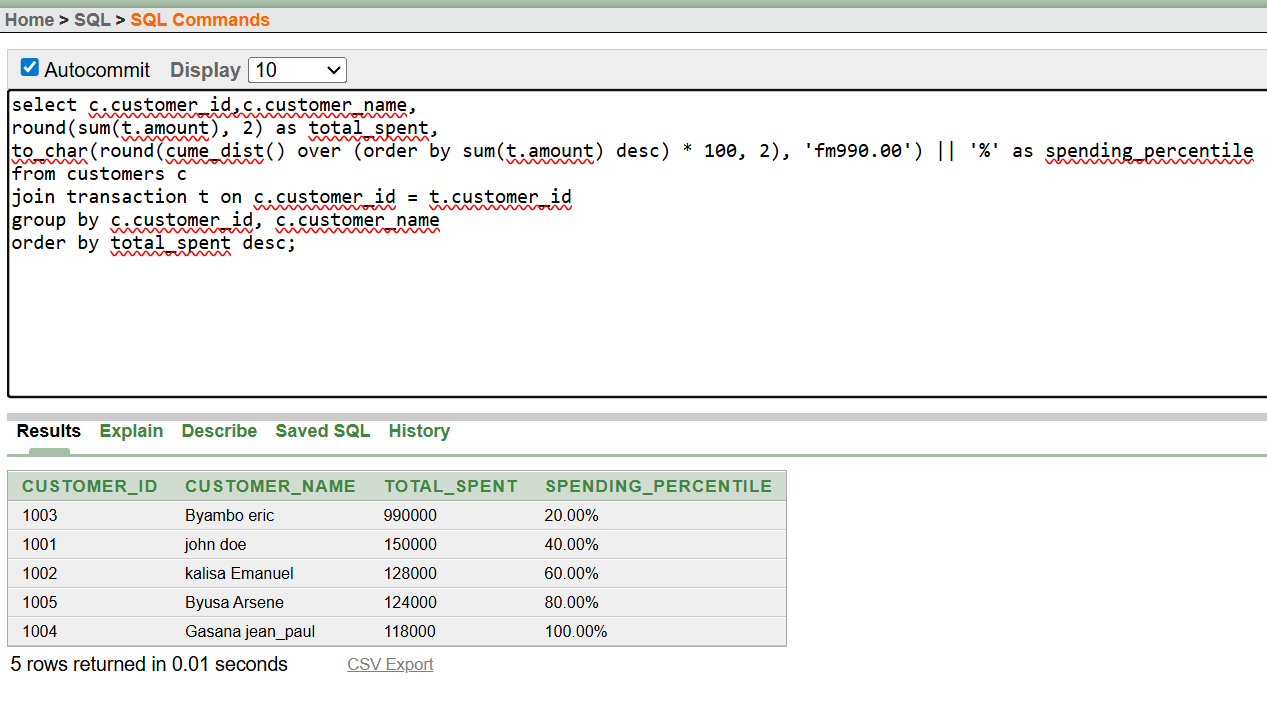 Home > SQL > SQL Commands
Autocommit Display 10
select c.customer_id,c.customer_name,
round(sum(t.amount), 2) as total_spent,
to_char(round(cume_dist() over (order by sum(t.amount) desc) * 100, 2), 'fm990.00') || '%' as spending_percentile
from customers c
join transaction t on c.customer_id = t.customer_id
group by c.customer_id, c.customer_name
order by total_spent desc;
Results Explain Describe Saved SQL History
CUSTOMER_ID CUSTOMER_NAME TOTAL_SPENT SPENDING_PERCENTILE
1003 Byambo eric 990000 20.00%
1001 john doe 150000 40.00%
1002 kalisa Emanuel 128000 60.00%
1005 Byusa Arsene 124000 80.00%
1004 Gasana jean_paul 118000 100.00%
5 rows returned in 0.01 seconds CSV Export